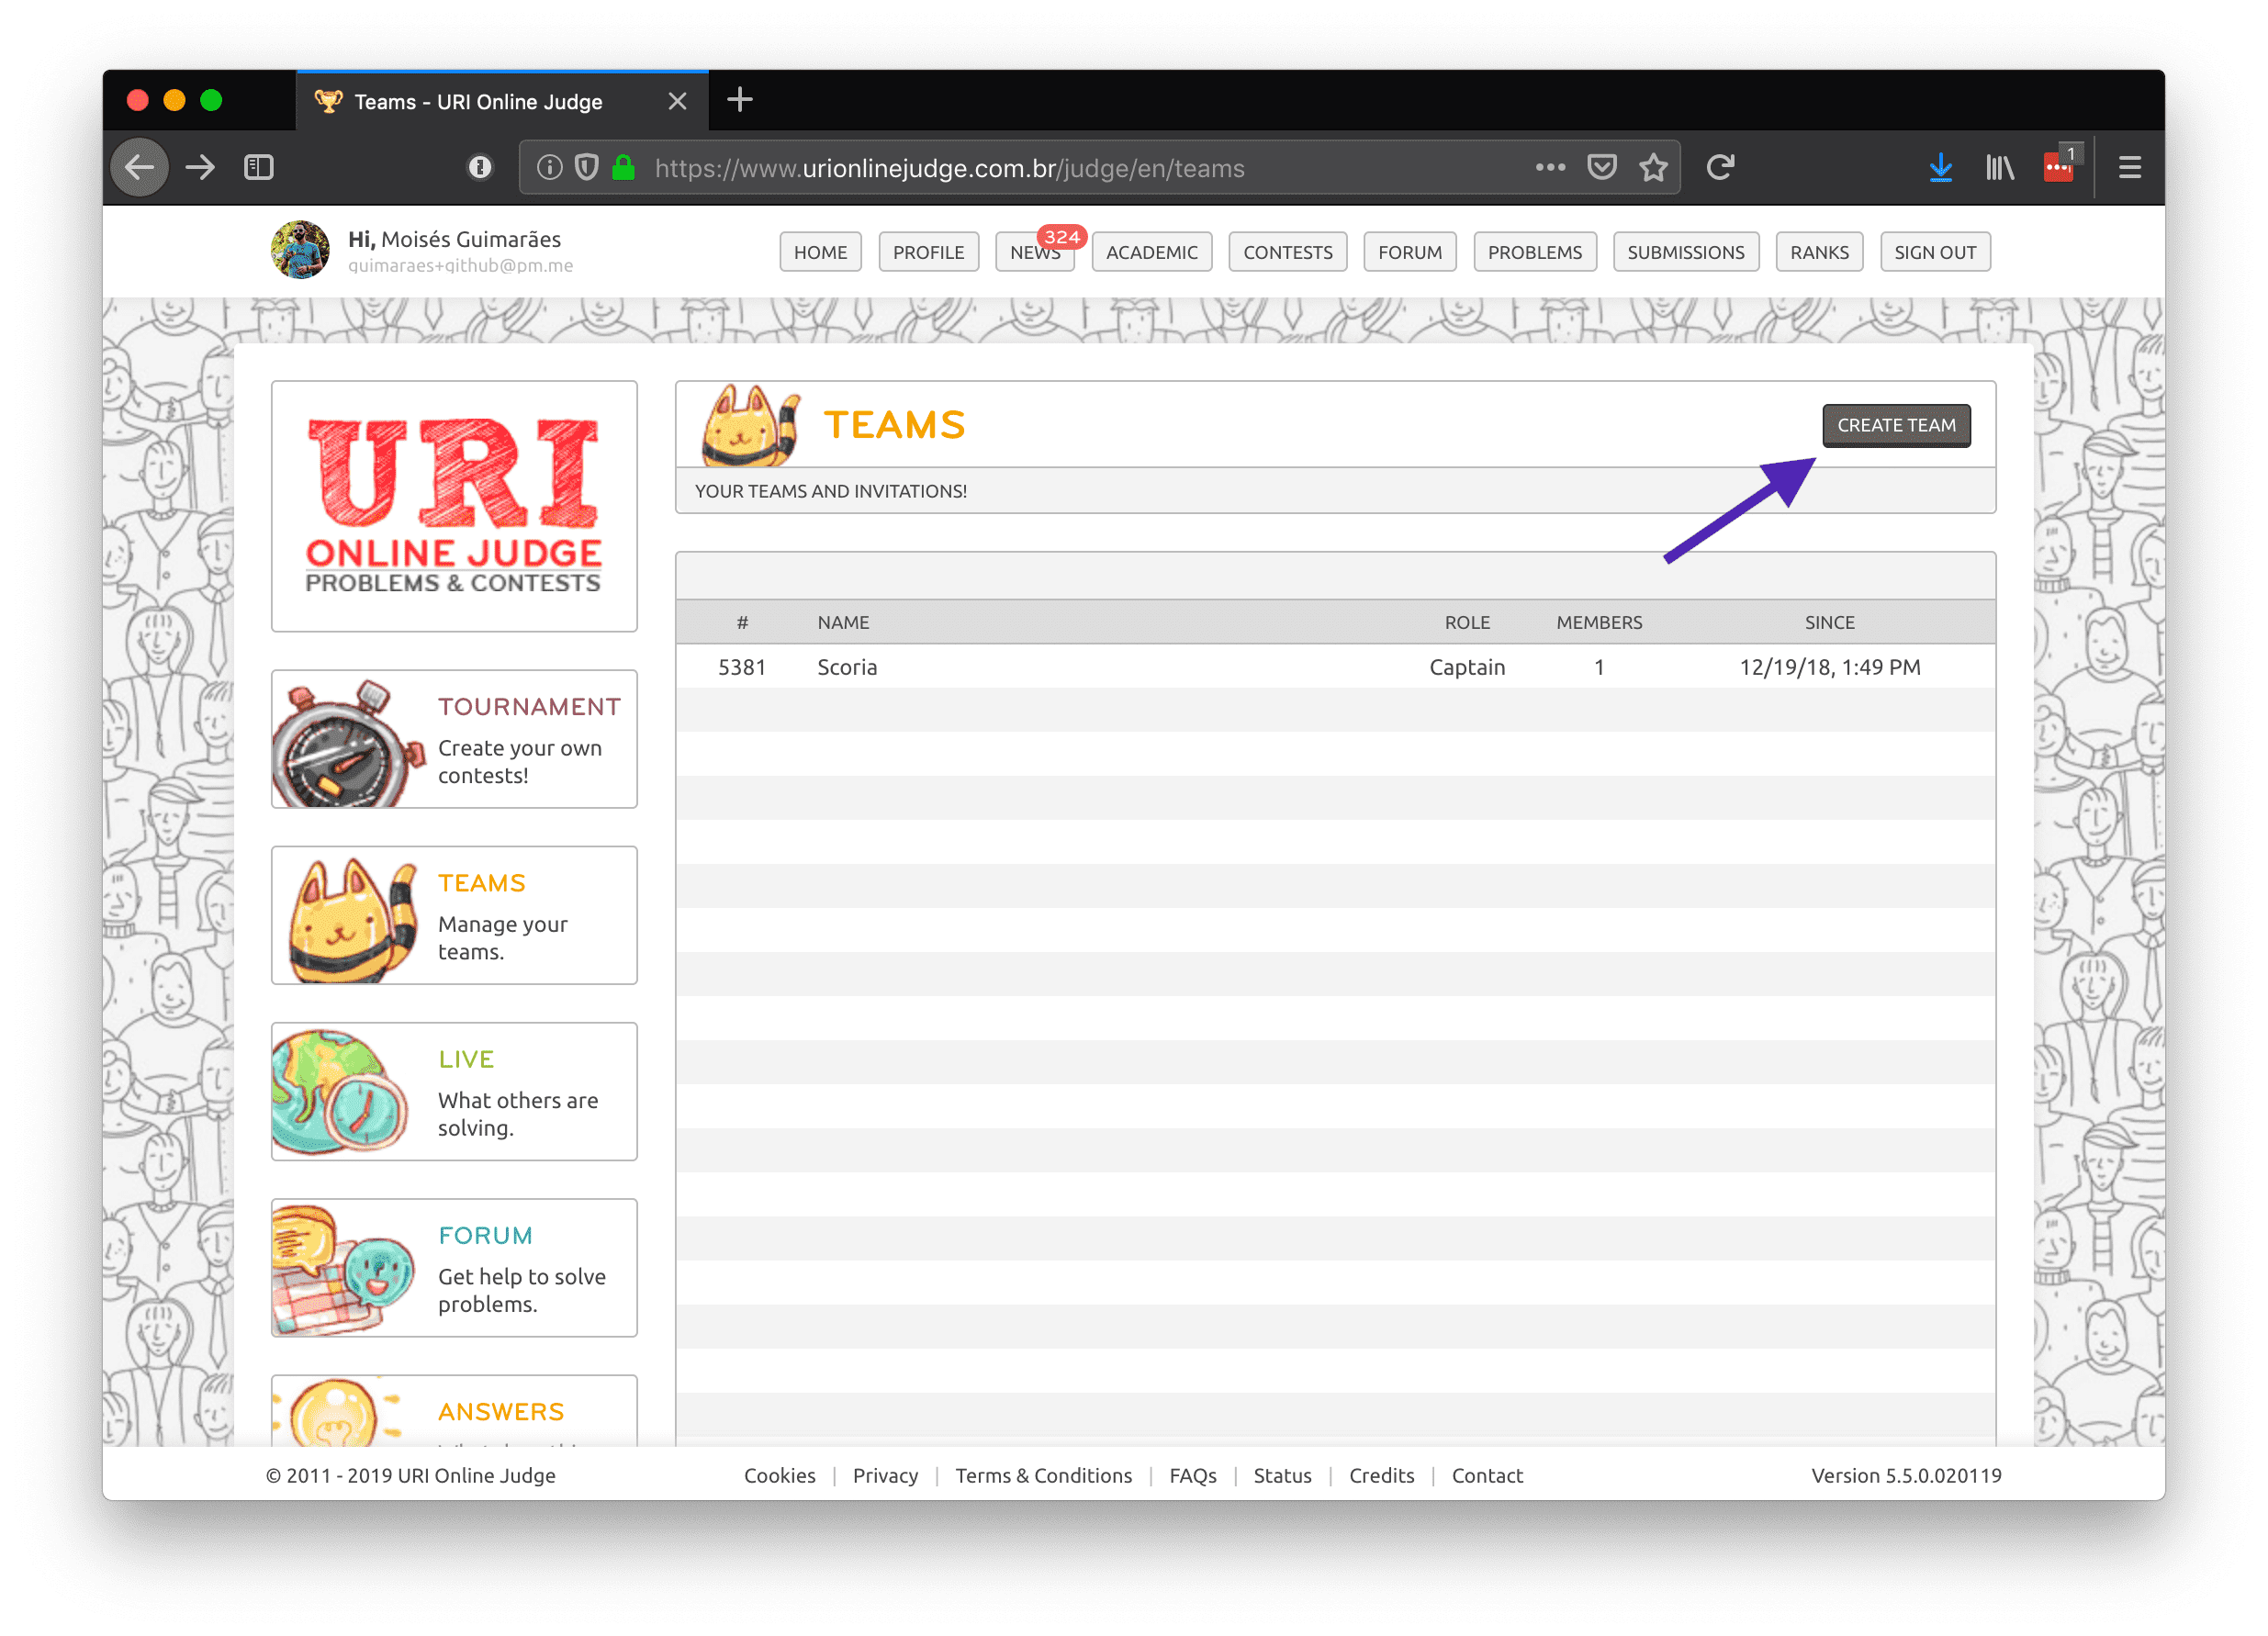 Teams - URI Online Judge
https://www.urionlinejudge.com.br/judge/en/teams
1
Hi, Moisés Guimarães
guimaraes+github@pm.me
HOME
PROFILE
NEWS
324
ACADEMIC
CONTESTS
FORUM
PROBLEMS
SUBMISSIONS
RANKS
SIGN OUT
URI
ONLINE JUDGE
PROBLEMS & CONTESTS
TOURNAMENT
Create your own
contests!
TEAMS
Manage your
teams.
LIVE
What others are
solving.
FORUM
Get help to solve
problems.
ANSWERS
TEAMS
CREATE TEAM
YOUR TEAMS AND INVITATIONS!
# NAME ROLE MEMBERS SINCE
5381 Scoria Captain 1 12/19/18, 1:49 PM
© 2011 - 2019 URI Online Judge
Cookies | Privacy | Terms & Conditions | FAQs | Status | Credits | Contact
Version 5.5.0.020119